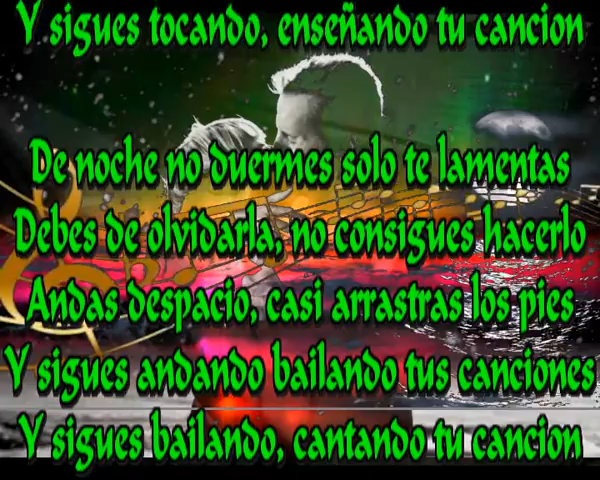 Y sigues tocando, enseñando tu cancion
De noche no duermes solo te lamentas
Debes de olvidarla, no consigues hacerlo
Andas despacio, casi arrastras los pies
Y sigues andando bailando tus canciones
Y sigues bailando, cantando tu cancion